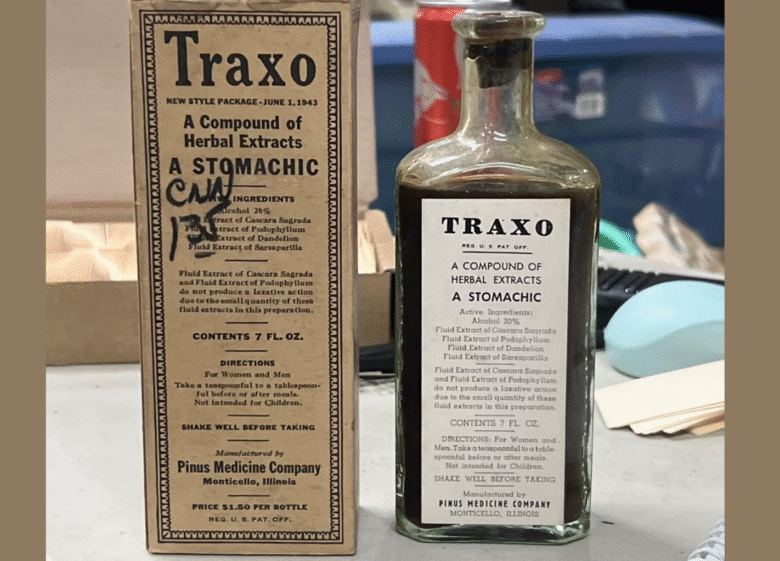 Traxo
NEW STYLE PACKAGE-JUNE 1, 1943
A Compound of
Herbal Extracts
A STOMACHIC
INGREDIENTS
Alcohol 20%
Extract of Cascara Sagrada
Extract of Podophyllum
Extract of Dandelion
Fluid Extract of Sarsaparilla
Fluid Extract of Cascara Sagrada
and Fluid Extract of Podophyllum
do not produce a laxative action
due to the small quantity of these
fluid extracts in this preparation.
CONTENTS 7 FL. OZ.
DIRECTIONS
For Women and Men
Take a teaspoonful to a tablespoon-
ful before or after meals.
Not intended for Children.
SHAKE WELL BEFORE TAKING
Manufactured by
Pinus Medicine Company
Monticello, Illinois
PRICE $1.50 PER BOTTLE
REG. U. S. PAT. OFF.
TRAXO
REG. U. S. PAT OFF.
A COMPOUND OF
HERBAL EXTRACTS
A STOMACHIC
Active Ingredients:
Alcohol 20%
Fluid Extract of Cascara Sagrada
Fluid Extract of Podophyllum
Fluid Extract of Dandelion
Fluid Extract of Sarsaparilla
Fluid Extract of Cascara Sagrada
and Fluid Extract of Podophyllum
do not produce a laxative action
due to the small quantity of these
fluid extracts in this preparation.
CONTENTS 7 FL. OZ.
DIRECTIONS: For Women and
Men. Take a teaspoonful to a table-
spoonful before or after meals.
Not intended for Children.
SHAKE WELL BEFORE TAKING
Manufactured by
PINUS MEDICINE COMPANY
MONTICELLO, ILLINOIS